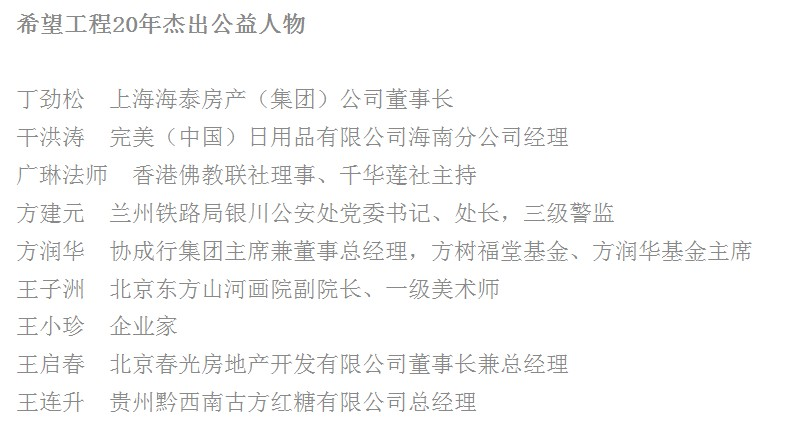 希望工程20年杰出公益人物
丁劲松 上海海泰房产（集团）公司董事长
干洪涛 完美（中国）日用品有限公司海南分公司经理
广琳法师 香港佛教联社理事、千华莲社主持
方建元 兰州铁路局银川公安处党委书记、处长，三级警监
方润华 协成行集团主席兼董事总经理，方树福堂基金、方润华基金主席
王子洲 北京东方山河画院副院长、一级美术师
王小珍 企业家
王启春 北京春光房地产开发有限公司董事长兼总经理
王连升 贵州黔西南古方红糖有限公司总经理